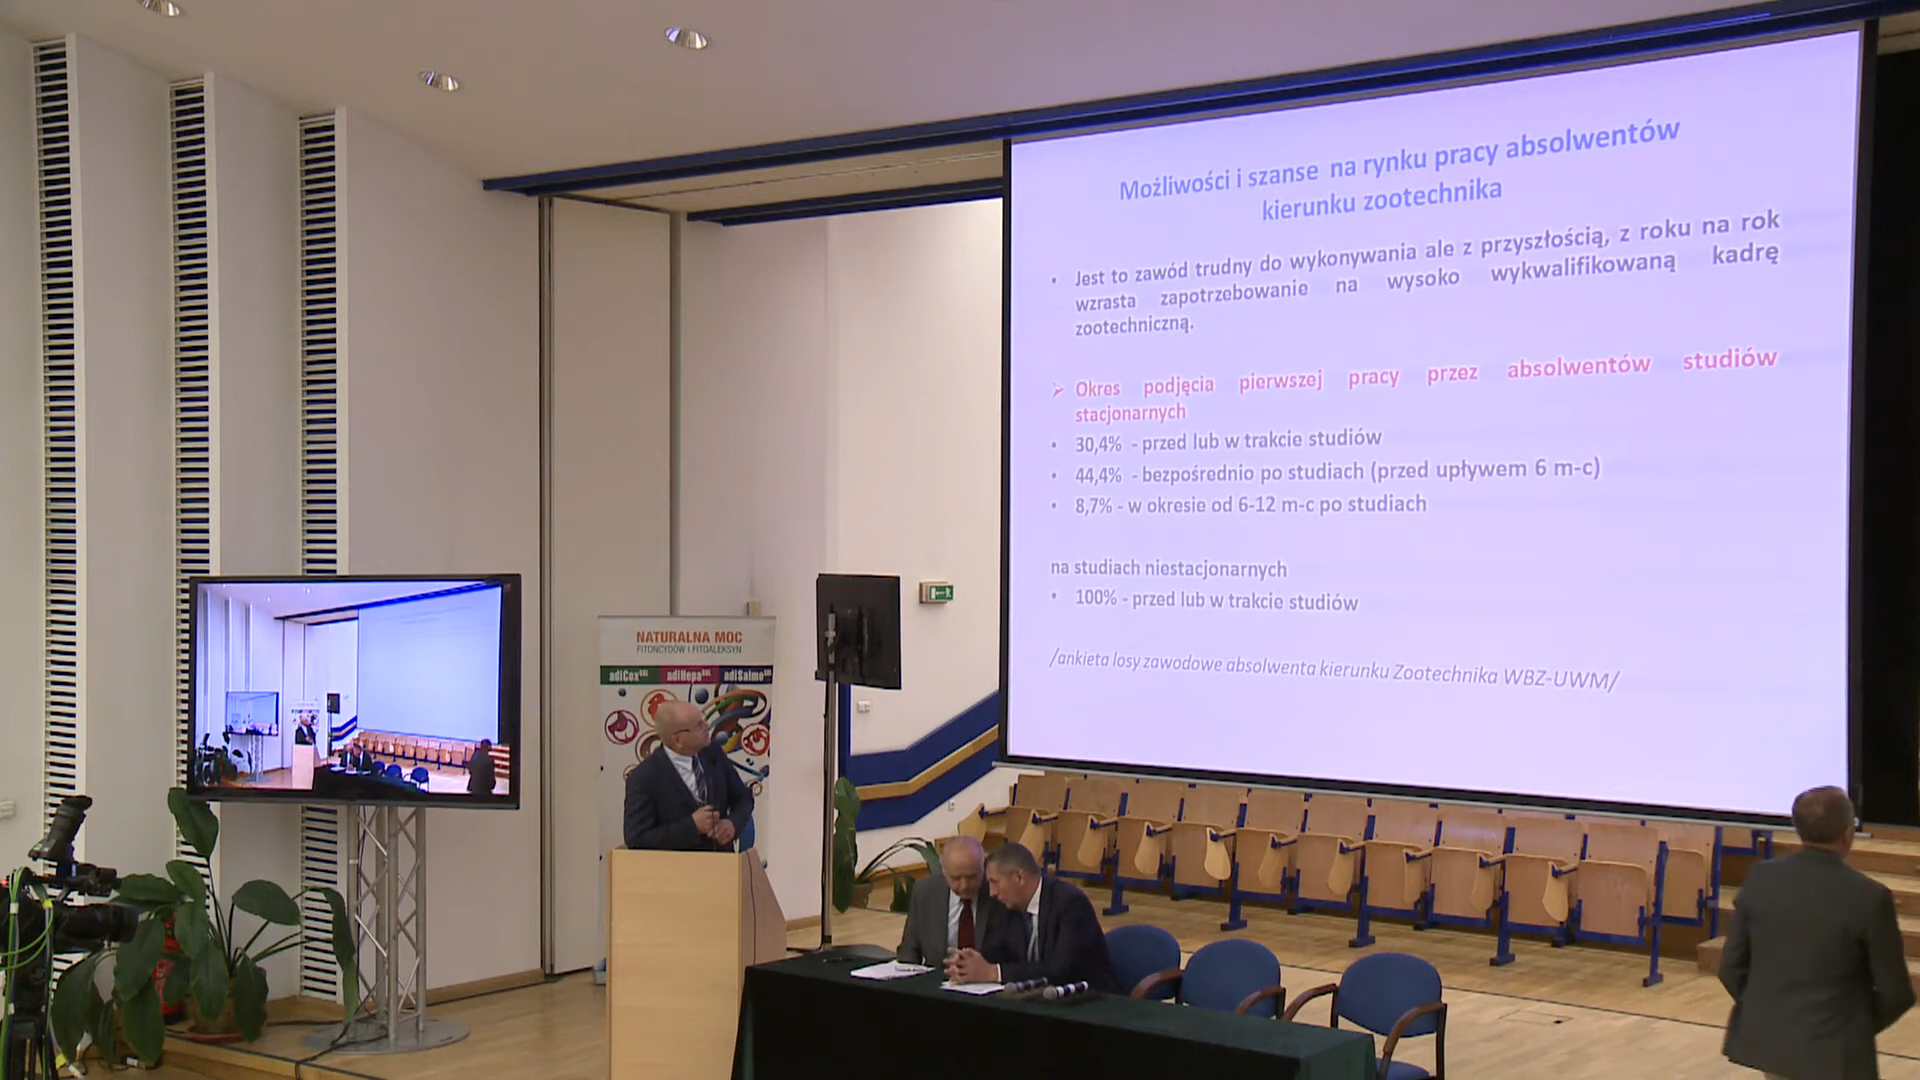 Możliwości i szanse na rynku pracy absolwentów
kierunku zootechnika
• Jest to zawód trudny do wykonywania ale z przyszłością, z roku na rok
wzrasta zapotrzebowanie na wysoko wykwalifikowaną kadrę
zootechniczną.
➢ Okres podjęcia pierwszej pracy przez absolwentów studiów
stacjonarnych
• 30,4% - przed lub w trakcie studiów
• 44,4% - bezpośrednio po studiach (przed upływem 6 m-c)
• 8,7% - w okresie od 6-12 m-c po studiach
na studiach niestacjonarnych
• 100% - przed lub w trakcie studiów
/ankieta losy zawodowe absolwenta kierunku Zootechnika WBZ-UWM/
NATURALNA MOC
FITONCYDÓW I FITOALEKSYN
adiCox adiHepa adiSalmo